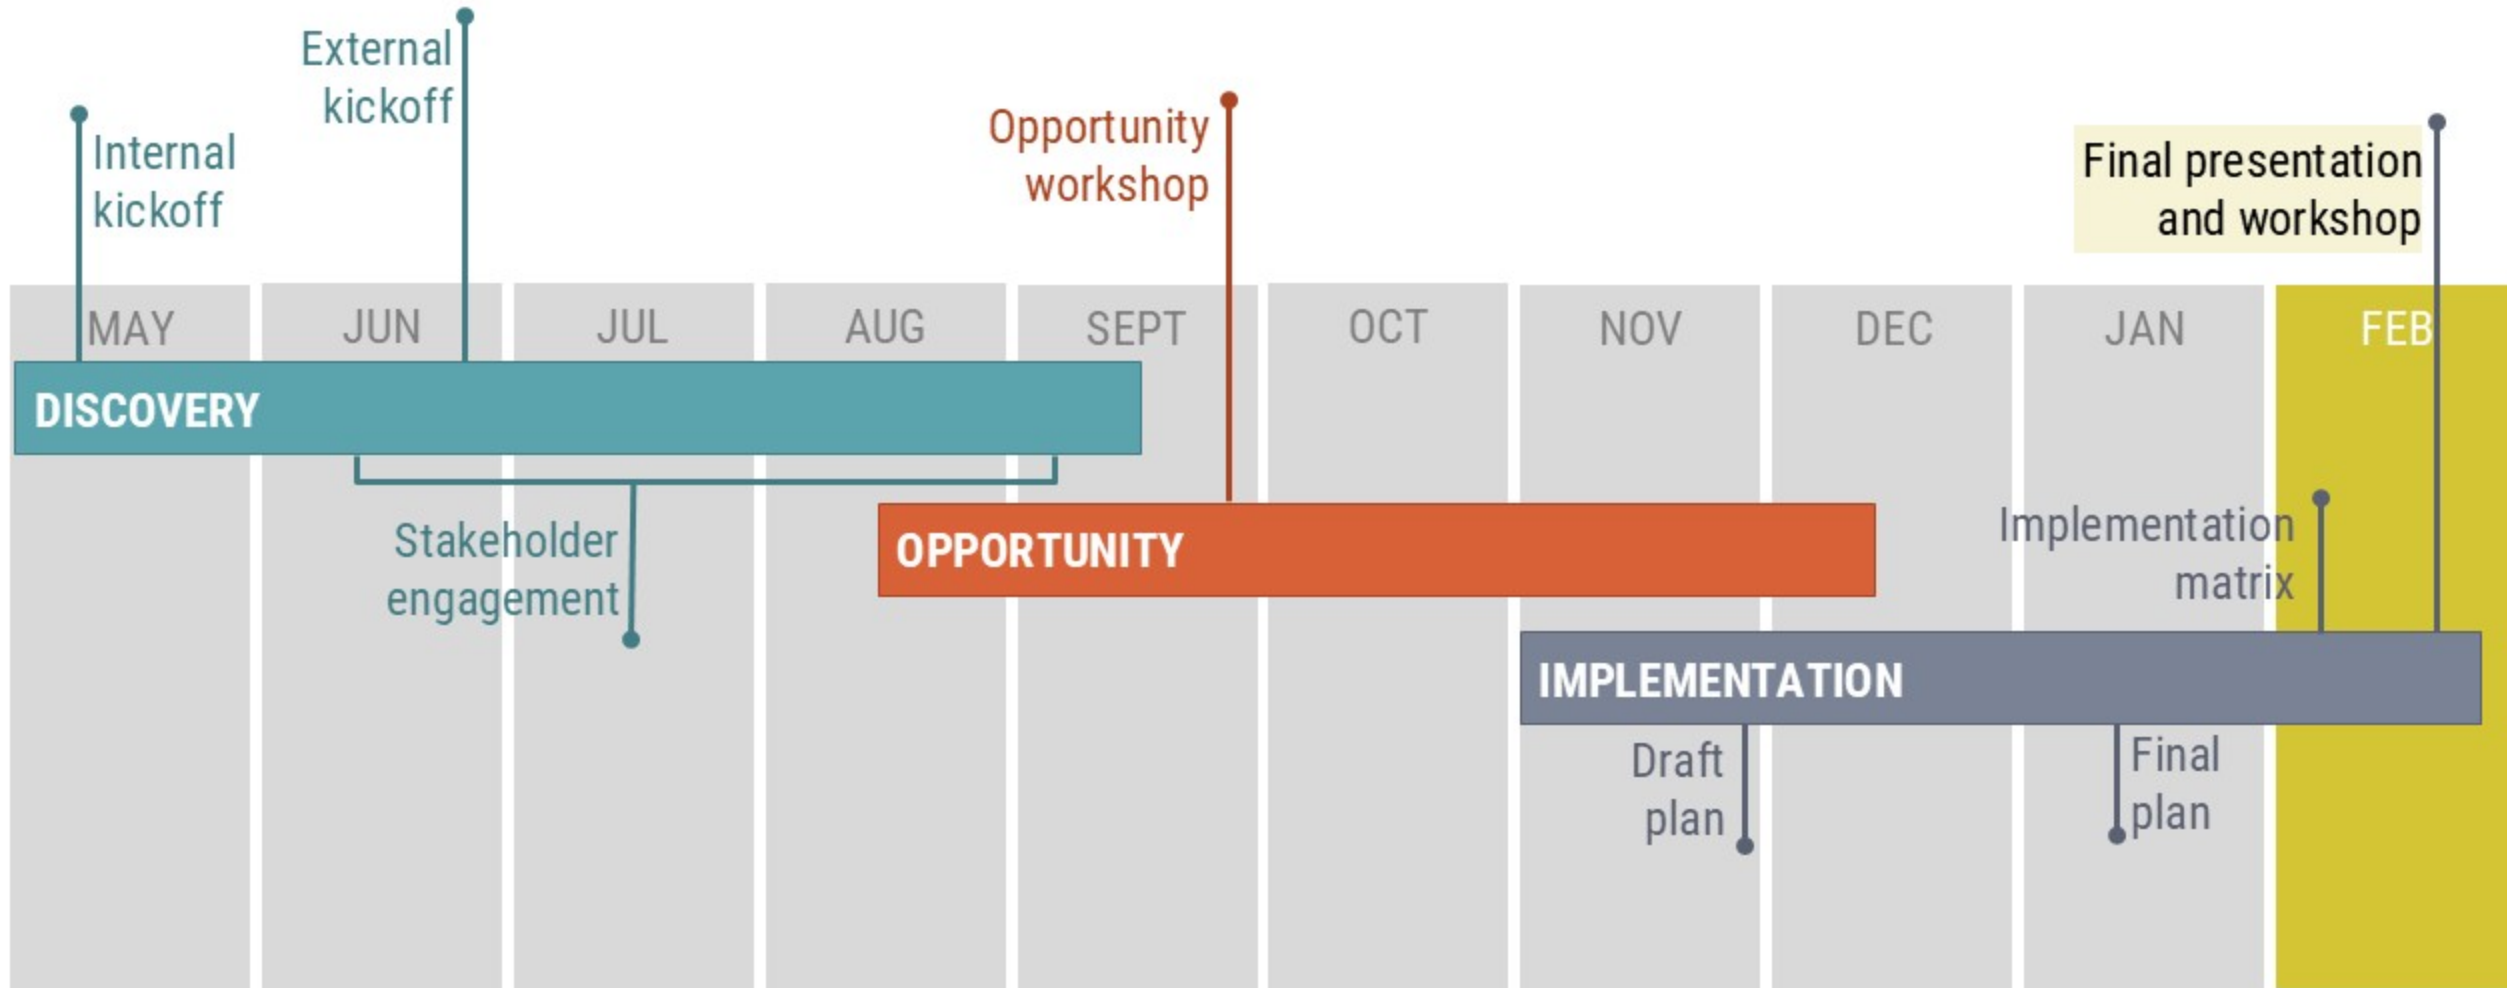 External
kickoff
Internal
kickoff
Opportunity
workshop
Final presentation
and workshop
MAY
JUN
JUL
AUG
SEPT
OCT
NOV
DEC
JAN
FEB
DISCOVERY
Stakeholder
engagement
OPPORTUNITY
Implementation
matrix
IMPLEMENTATION
Draft
plan
Final
plan